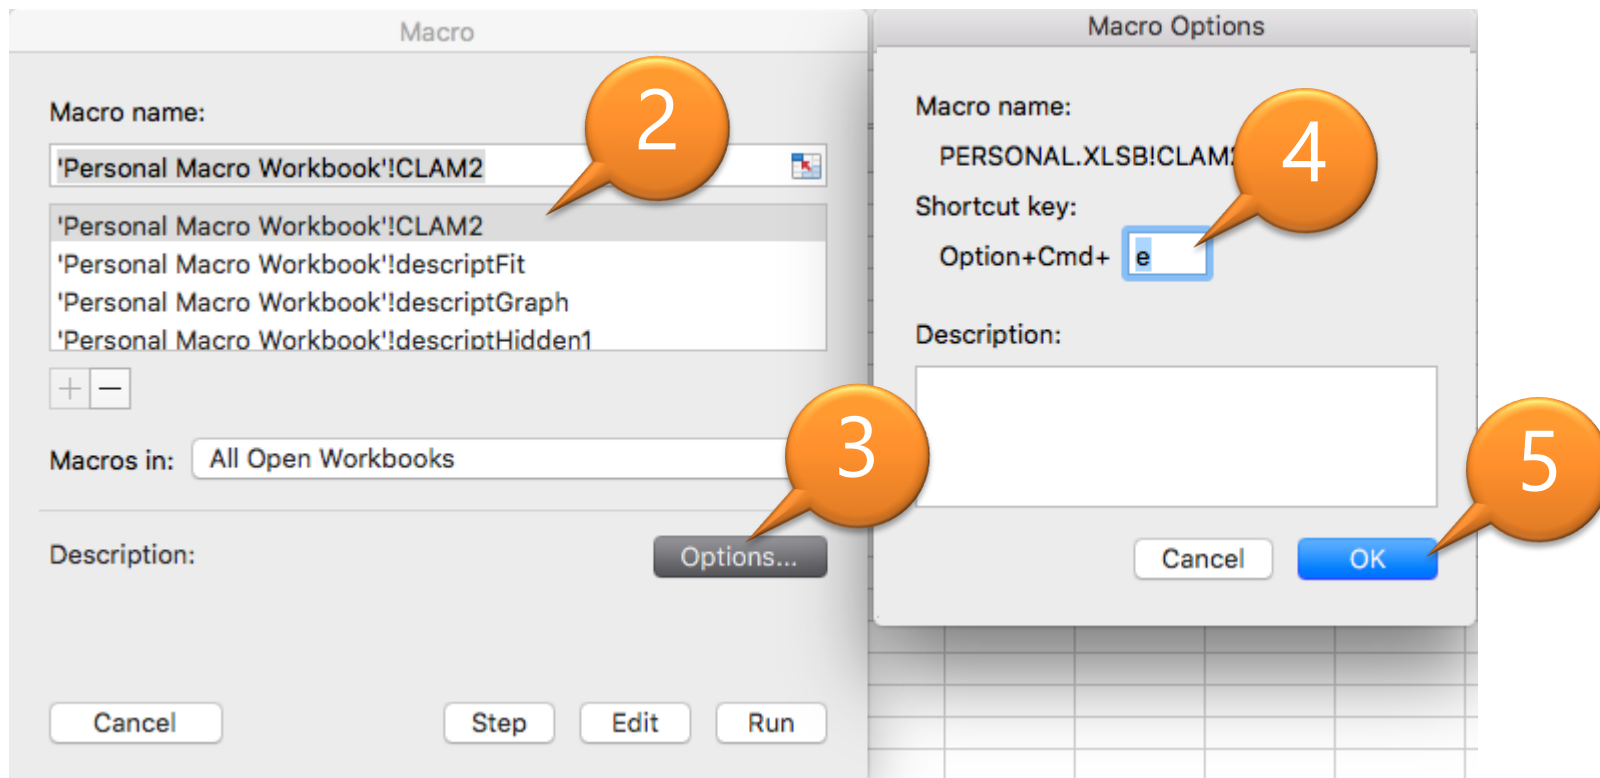 Macro
Macro name:
'Personal Macro Workbook'!CLAM2
'Personal Macro Workbook'!CLAM2
'Personal Macro Workbook'!descriptFit
'Personal Macro Workbook'!descriptGraph
'Personal Macro Workbook'!descriptHidden1
Macros in: All Open Workbooks
Description:
Options...
Cancel Step Edit Run
2
3
Macro Options
Macro name:
PERSONAL.XLSB!CLAM2
Shortcut key:
Option+Cmd+ e
Description:
Cancel OK
4
5